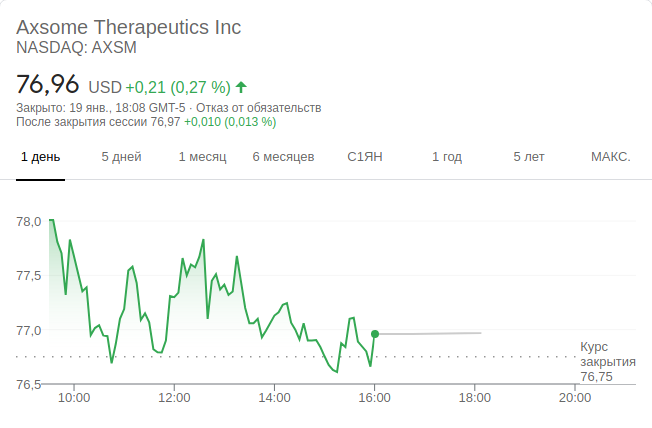 Axsome Therapeutics Inc
NASDAQ: AXSM
76,96 USD +0,21 (0,27 %)
Закрыто: 19 янв., 18:08 GMT-5 · Отказ от обязательств
После закрытия сессии 76,97 +0,010 (0,013 %)
1 день 5 дней 1 месяц 6 месяцев С1ЯН 1 год 5 лет МАКС.
78,0
77,5
77,0
Курс
закрытия
76,75
76,5
10:00 12:00 14:00 16:00 18:00 20:00